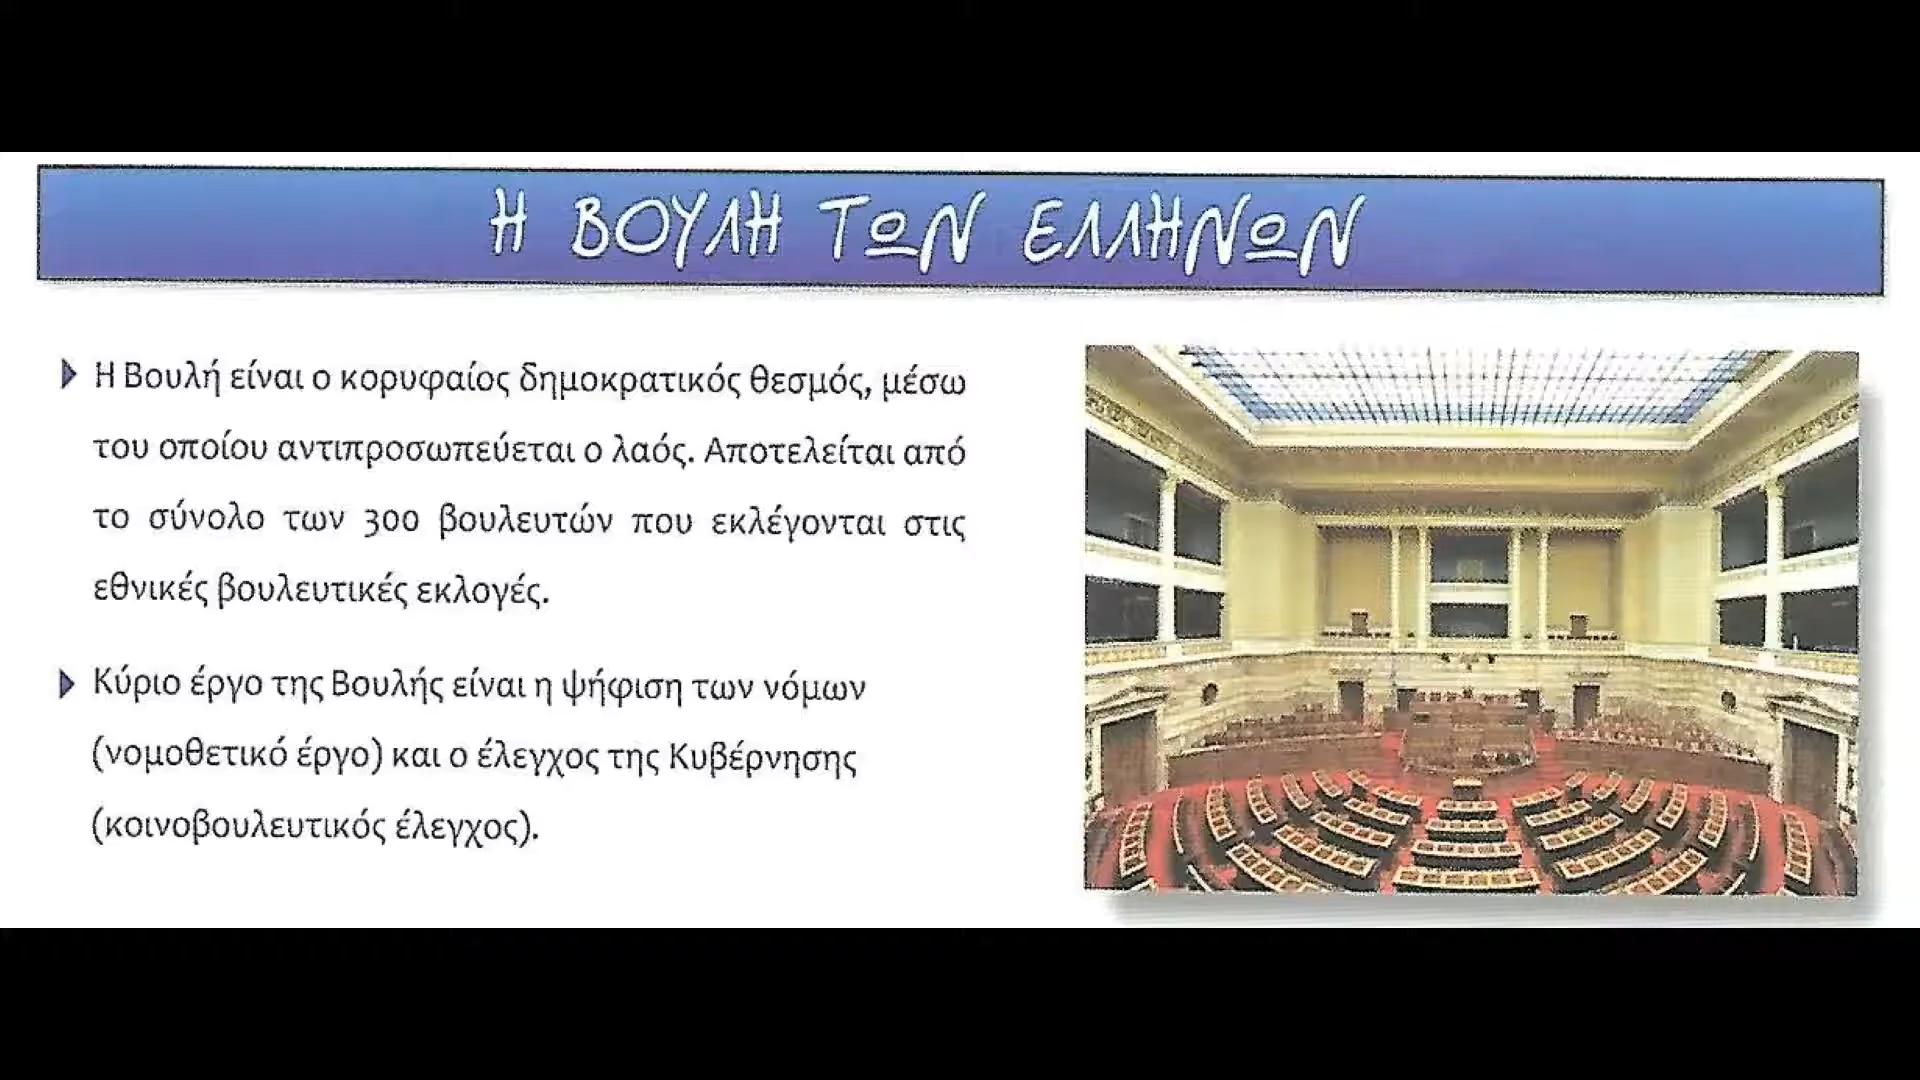 Η ΒΟΥΛΗ ΤΩΝ ΕΛΛΗΝΩΝ
Η Βουλή είναι ο κορυφαίος δημοκρατικός θεσμός, μέσω
του οποίου αντιπροσωπεύεται ο λαός. Αποτελείται από
το σύνολο των 300 βουλευτών που εκλέγονται στις
εθνικές βουλευτικές εκλογές.
Κύριο έργο της Βουλής είναι η ψήφιση των νόμων
(νομοθετικό έργο) και ο έλεγχος της Κυβέρνησης
(κοινοβουλευτικός έλεγχος).